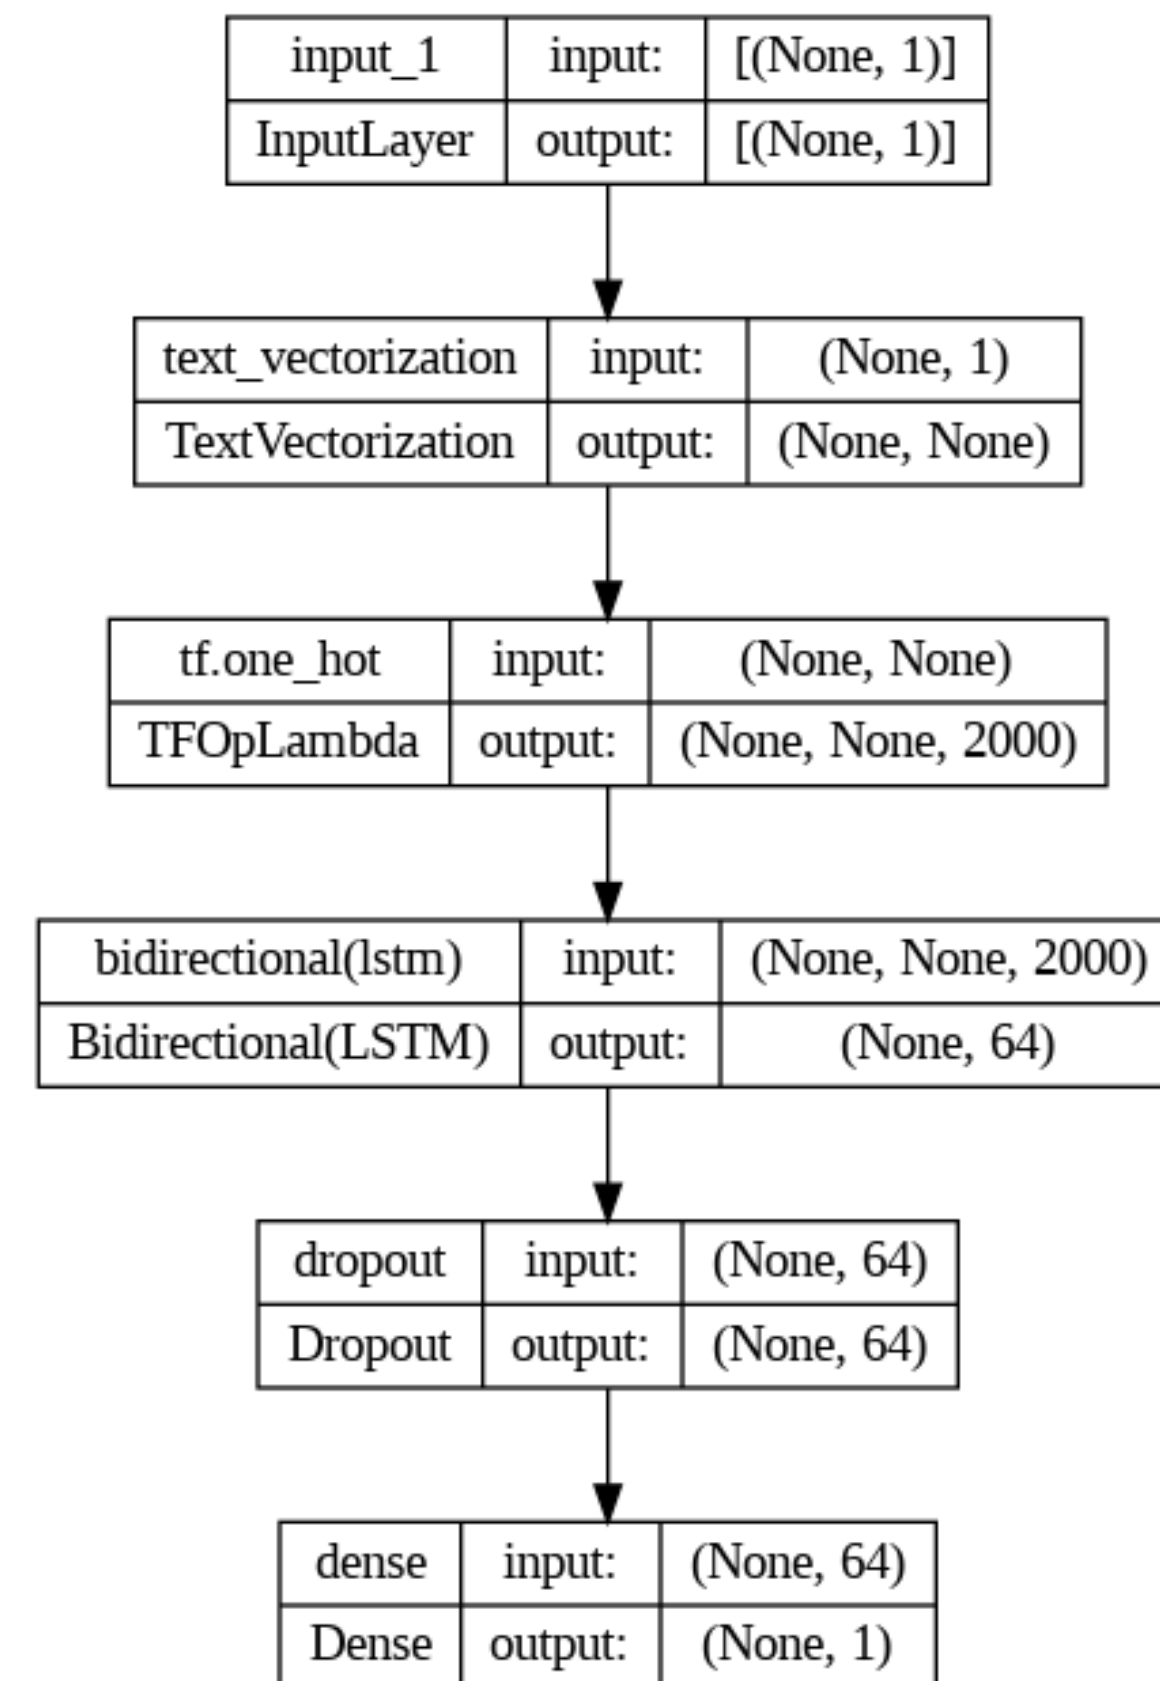 input_1 input: [(None, 1)]
InputLayer output: [(None, 1)]
text_vectorization input: (None, 1)
TextVectorization output: (None, None)
tf.one_hot input: (None, None)
TFOpLambda output: (None, None, 2000)
bidirectional(lstm) input: (None, None, 2000)
Bidirectional(LSTM) output: (None, 64)
dropout input: (None, 64)
Dropout output: (None, 64)
dense input: (None, 64)
Dense output: (None, 1)